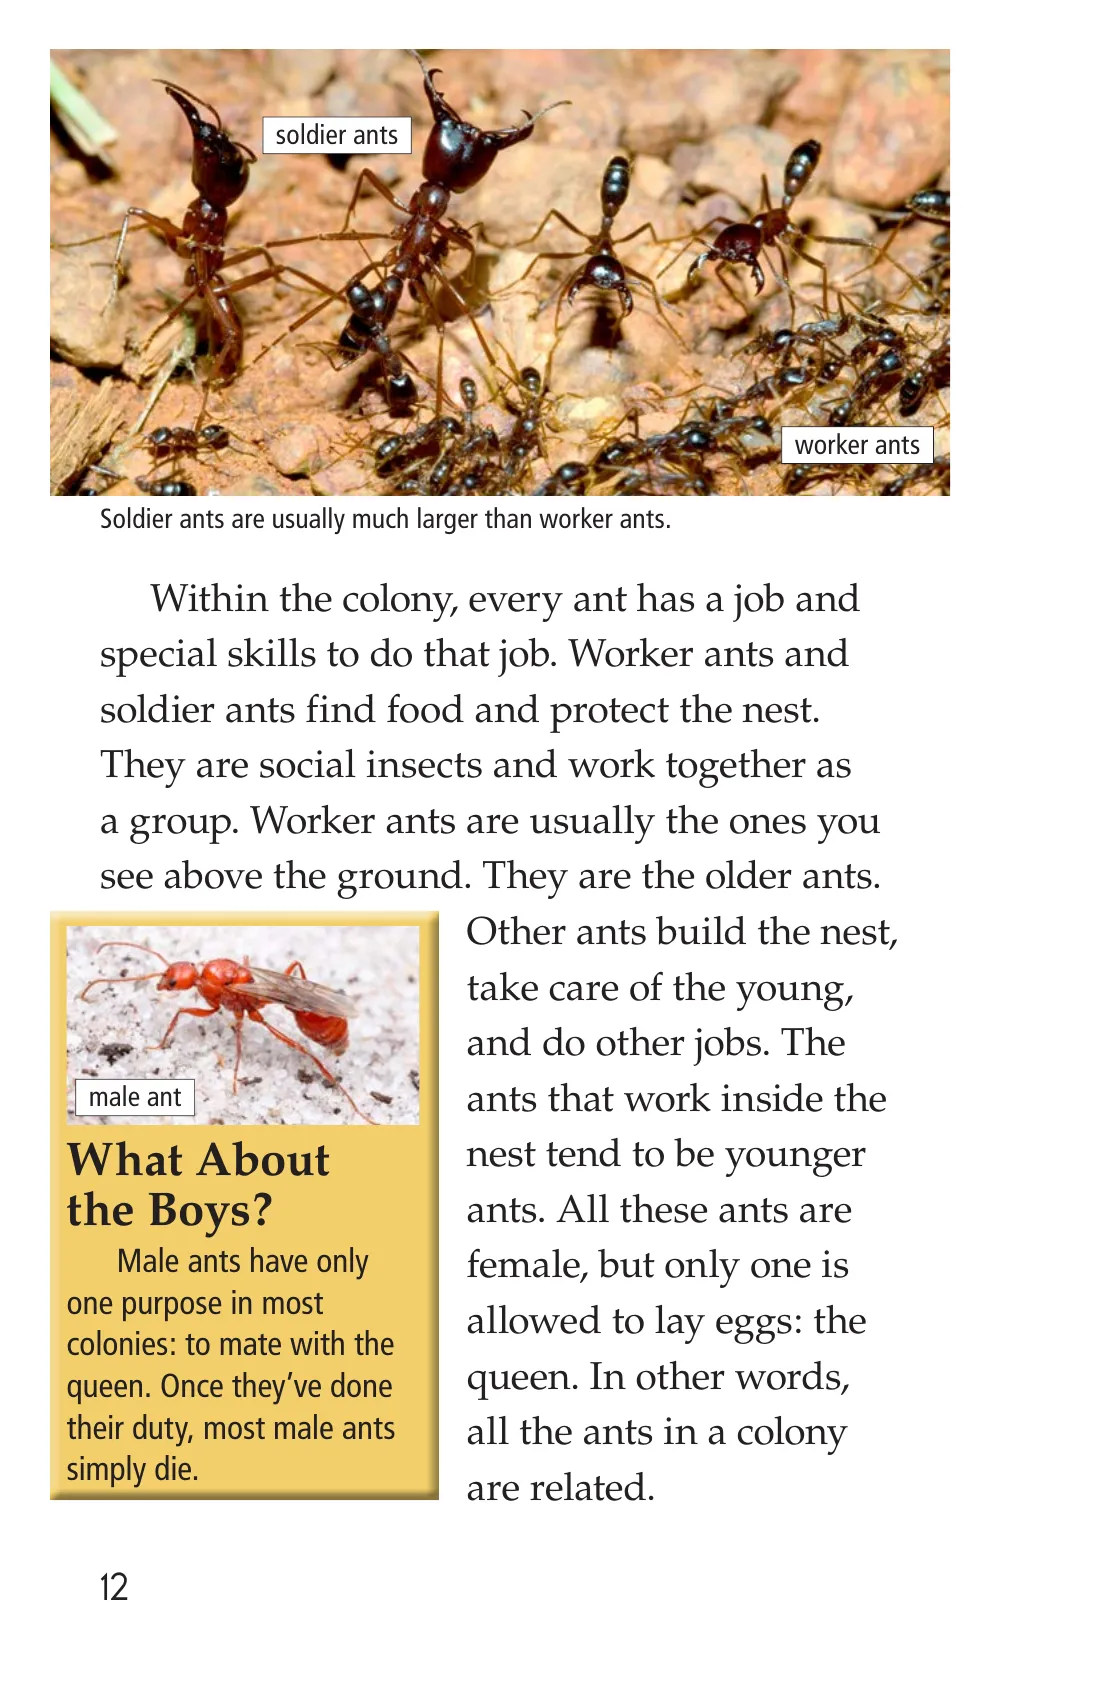 soldier ants
worker ants
Soldier ants are usually much larger than worker ants.
Within the colony, every ant has a job and
special skills to do that job. Worker ants and
soldier ants find food and protect the nest.
They are social insects and work together as
a group. Worker ants are usually the ones you
see above the ground. They are the older ants.
Other ants build the nest,
take care of the young,
and do other jobs. The
ants that work inside the
nest tend to be younger
ants. All these ants are
female, but only one is
allowed to lay eggs: the
queen. In other words,
all the ants in a colony
are related.
male ant
What About
the Boys?
Male ants have only
one purpose in most
colonies: to mate with the
queen. Once they’ve done
their duty, most male ants
simply die.
12